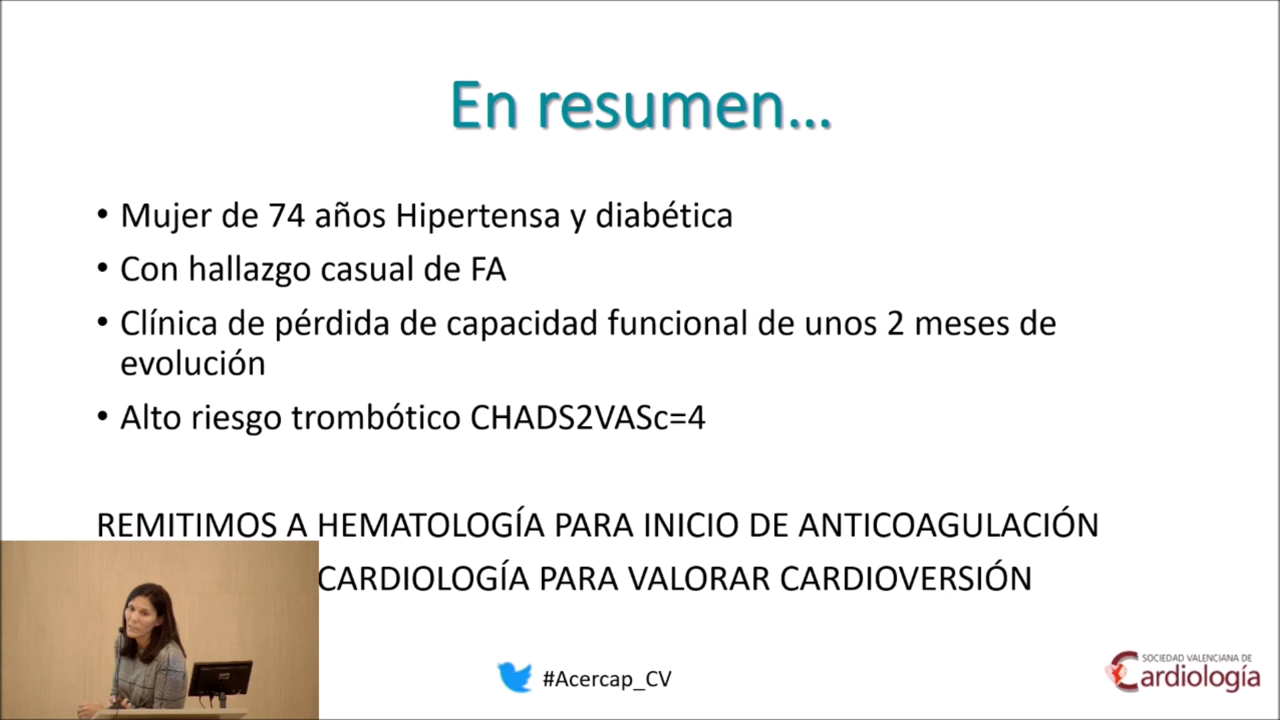 En resumen...
• Mujer de 74 años Hipertensa y diabética
• Con hallazgo casual de FA
• Clínica de pérdida de capacidad funcional de unos 2 meses de
evolución
• Alto riesgo trombótico CHADS2VASc=4
REMITIMOS A HEMATOLOGÍA PARA INICIO DE ANTICOAGULACIÓN
CARDIOLOGÍA PARA VALORAR CARDIOVERSIÓN
#Acercap_CV
SOCIEDAD VALENCIANA DE
Cardiología